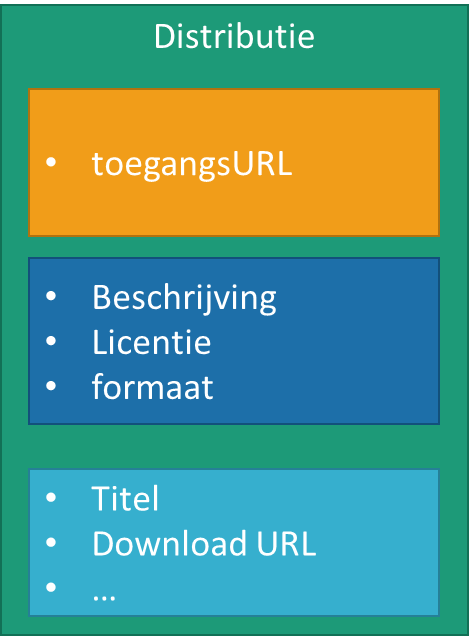 Distributie
• toegangsURL
• Beschrijving
• Licentie
• formaat
• Titel
• Download URL
• ...